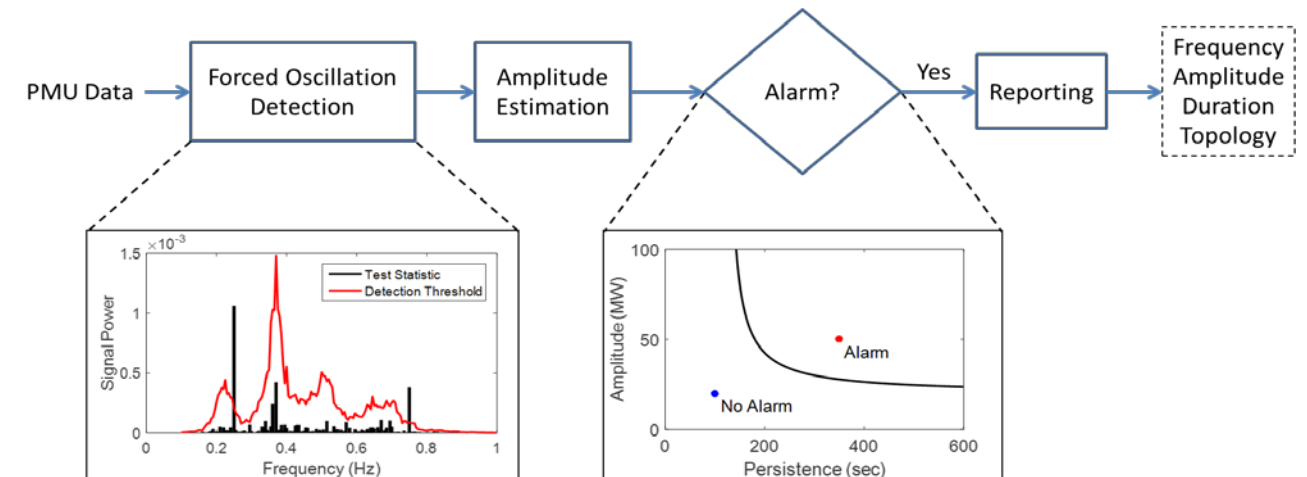 PMU Data
Forced Oscillation
Detection
Amplitude
Estimation
Alarm?
Yes
Reporting
Frequency
Amplitude
Duration
Topology
×10⁻³
1.5
1
0.5
0
Signal Power
Test Statistic
Detection Threshold
0 0.2 0.4 0.6 0.8 1
Frequency (Hz)
100
50
0
Amplitude (MW)
Alarm
No Alarm
0 200 400 600
Persistence (sec)